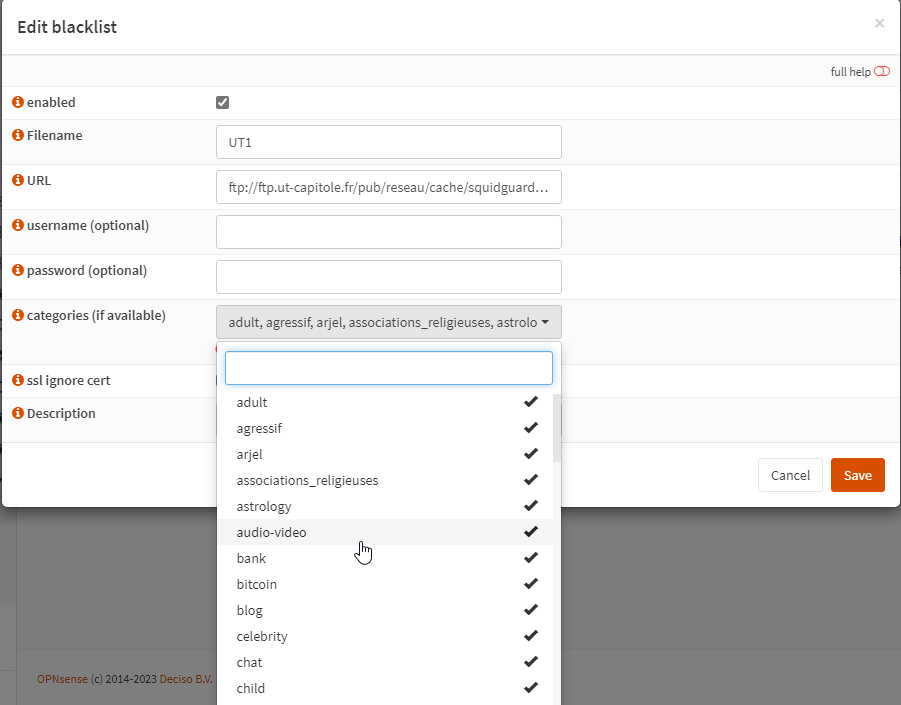 Edit blacklist
×
full help
enabled
Filename
UT1
URL
ftp://ftp.ut-capitole.fr/pub/reseau/cache/squidguard...
username (optional)
password (optional)
categories (if available)
adult, agressif, arjel, associations_religieuses, astrolo
ssl ignore cert
Description
adult
agressif
arjel
associations_religieuses
astrology
audio-video
bank
bitcoin
blog
celebrity
chat
child
Cancel
Save
OPNsense (c) 2014-2023 Deciso B.V.